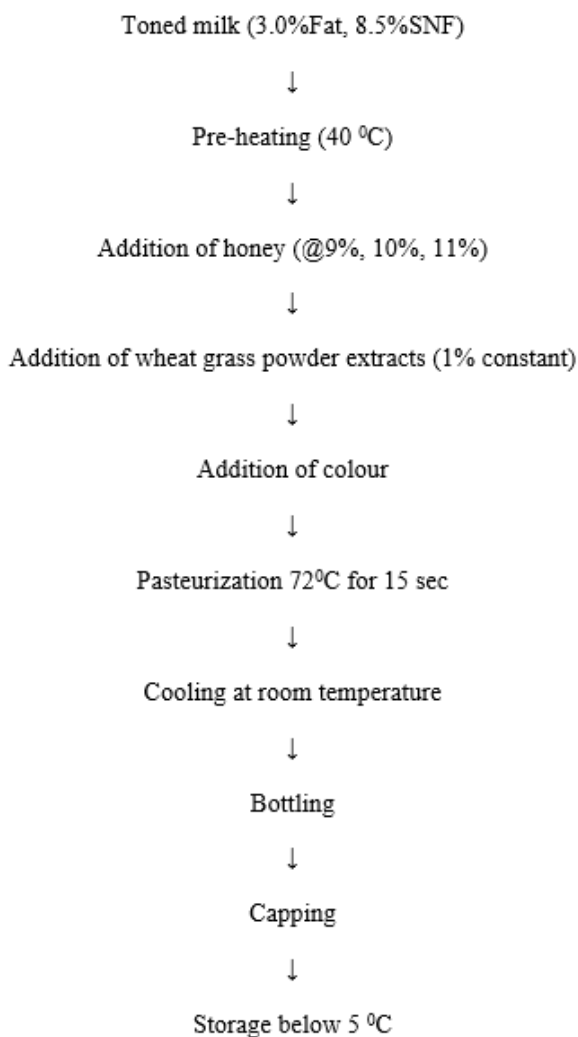 Toned milk (3.0%Fat, 8.5%SNF)
↓
Pre-heating (40 ⁰C)
↓
Addition of honey (@9%, 10%, 11%)
↓
Addition of wheat grass powder extracts (1% constant)
↓
Addition of colour
↓
Pasteurization 72⁰C for 15 sec
↓
Cooling at room temperature
↓
Bottling
↓
Capping
↓
Storage below 5 ⁰C